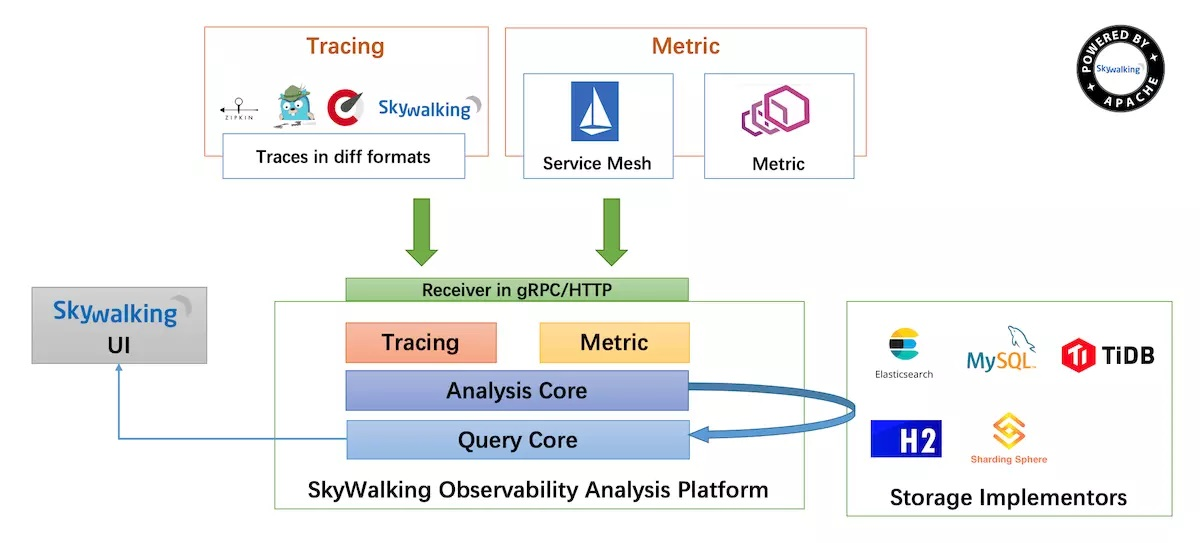 Tracing
Metric
POWERED BY
Skywalking
APACHE
ZIPKIN
Skywalking
Traces in diff formats
Service Mesh
Metric
Receiver in gRPC/HTTP
Skywalking
UI
Tracing
Metric
Analysis Core
Query Core
SkyWalking Observability Analysis Platform
Elasticsearch
MySQL™
Ti TiDB
H2
Sharding Sphere
Storage Implementors